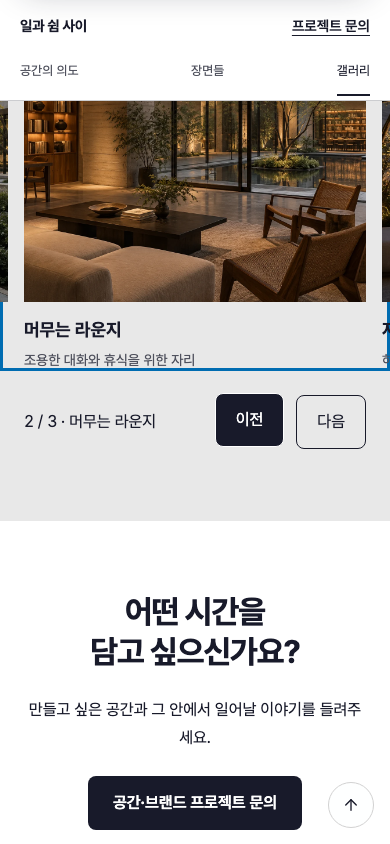 일과 쉼 사이
프로젝트 문의
공간의 의도
장면들
갤러리
머무는 라운지
조용한 대화와 휴식을 위한 자리
2 / 3 · 머무는 라운지
이전
다음
어떤 시간을
담고 싶으신가요?
만들고 싶은 공간과 그 안에서 일어날 이야기를 들려주
세요.
공간·브랜드 프로젝트 문의